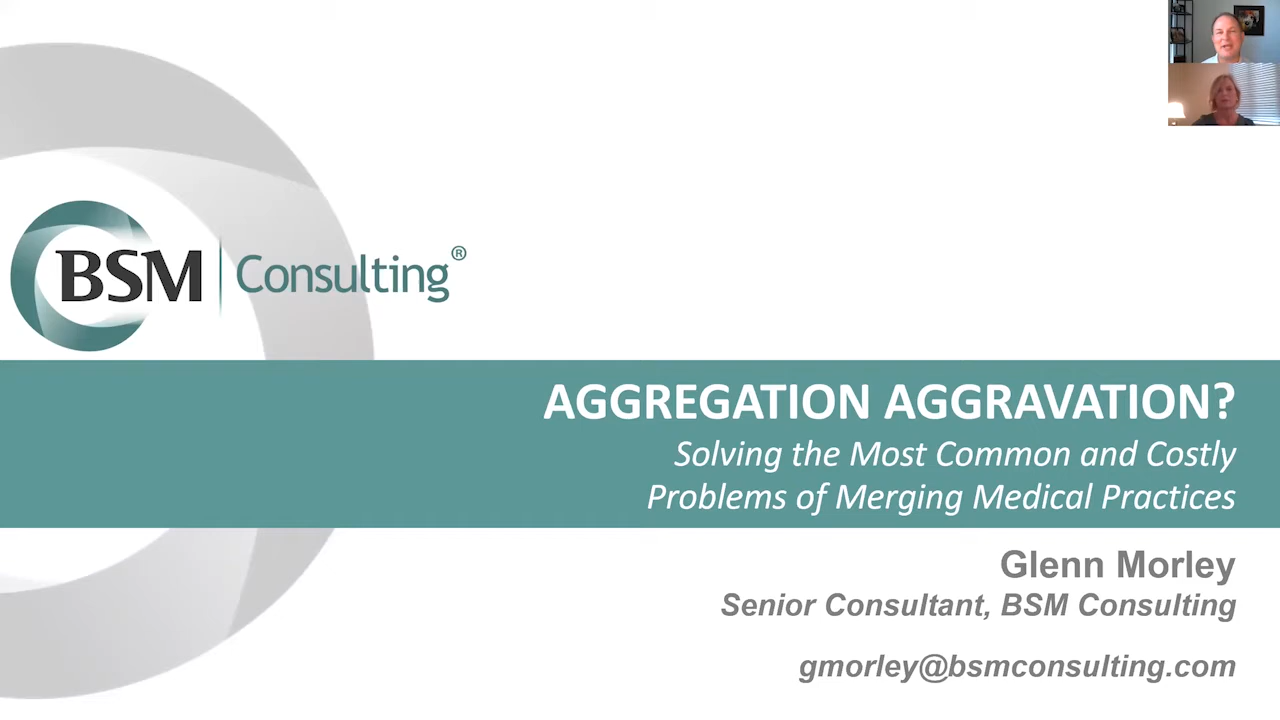 BSM Consulting®
AGGREGATION AGGRAVATION?
Solving the Most Common and Costly
Problems of Merging Medical Practices
Glenn Morley
Senior Consultant, BSM Consulting
gmorley@bsmconsulting.com